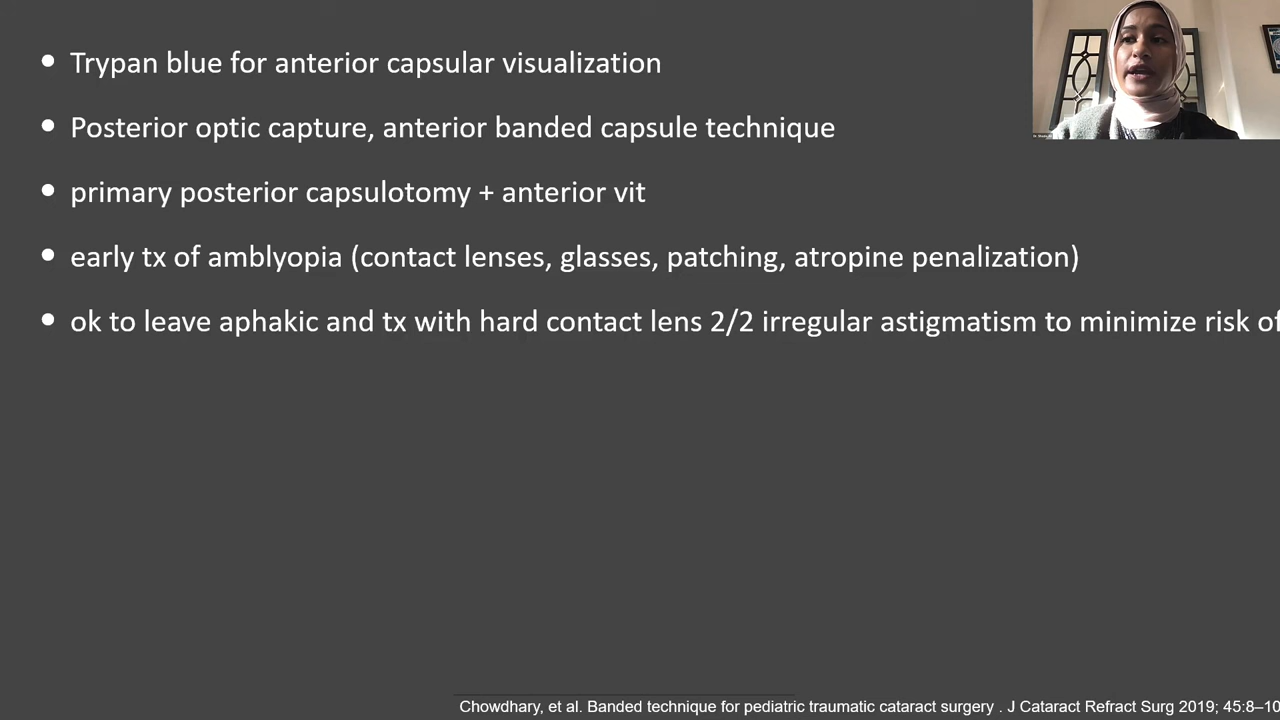 • Trypan blue for anterior capsular visualization
• Posterior optic capture, anterior banded capsule technique
• primary posterior capsulotomy + anterior vit
• early tx of amblyopia (contact lenses, glasses, patching, atropine penalization)
• ok to leave aphakic and tx with hard contact lens 2/2 irregular astigmatism to minimize risk of
Chowdhary, et al. Banded technique for pediatric traumatic cataract surgery . J Cataract Refract Surg 2019; 45:8–10